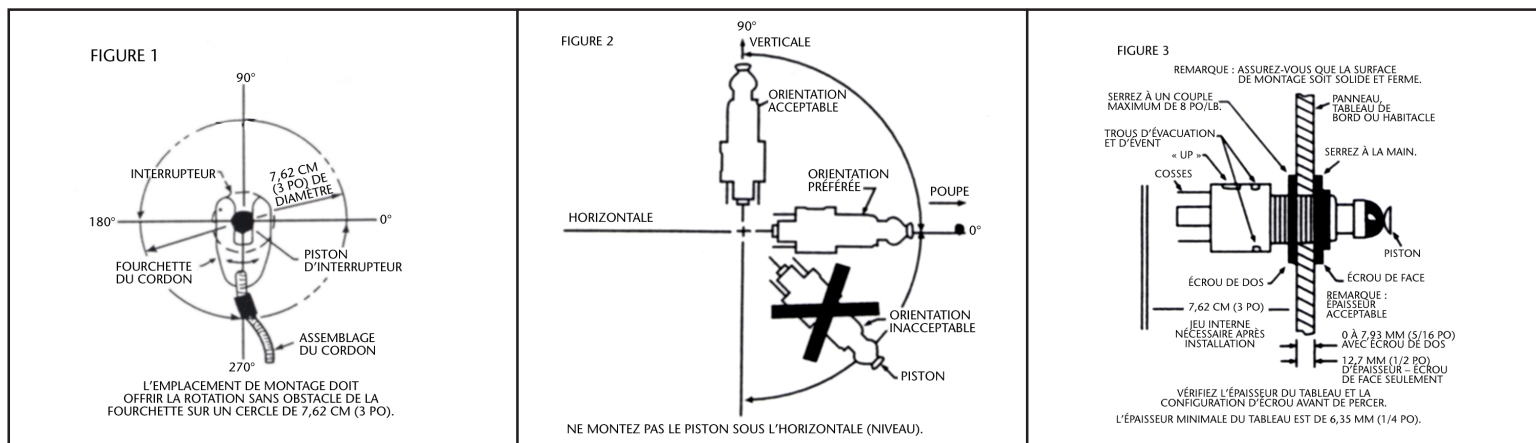 FIGURE 1
90°
INTERRUPTEUR
7,62 CM
(3 PO) DE
DIAMÈTRE
180°
0°
FOURCHETTE
DU CORDON
PISTON
D'INTERRUPTEUR
ASSEMBLAGE
DU CORDON
270°
L'EMPLACEMENT DE MONTAGE DOIT
OFFRIR LA ROTATION SANS OBSTACLE DE LA
FOURCHETTE SUR UN CERCLE DE 7,62 CM (3 PO).
FIGURE 2
90°
VERTICALE
ORIENTATION
ACCEPTABLE
ORIENTATION
PRÉFÉRÉE
POUPE
HORIZONTALE
0°
ORIENTATION
INACCEPTABLE
PISTON
NE MONTEZ PAS LE PISTON SOUS L'HORIZONTALE (NIVEAU).
FIGURE 3
REMARQUE : ASSUREZ-VOUS QUE LA SURFACE
DE MONTAGE SOIT SOLIDE ET FERME.
SERREZ À UN COUPLE
MAXIMUM DE 8 PO/LB.
PANNEAU,
TABLEAU DE
BORD OU HABITACLE
TROUS D'ÉVACUATION
ET D'ÉVENT
« UP »
SERREZ À LA MAIN.
COSSES
PISTON
ÉCROU DE DOS
ÉCROU DE FACE
7,62 CM (3 PO)
REMARQUE :
ÉPAISSEUR
ACCEPTABLE
JEU INTERNE
NÉCESSAIRE APRÈS
INSTALLATION
0 À 7,93 MM (5/16 PO)
AVEC ÉCROU DE DOS
12,7 MM (1/2 PO)
D'ÉPAISSEUR – ÉCROU
DE FACE SEULEMENT
VÉRIFIEZ L'ÉPAISSEUR DU TABLEAU ET LA
CONFIGURATION D'ÉCROU AVANT DE PERCER.
L'ÉPAISSEUR MINIMALE DU TABLEAU EST DE 6,35 MM (1/4 PO).